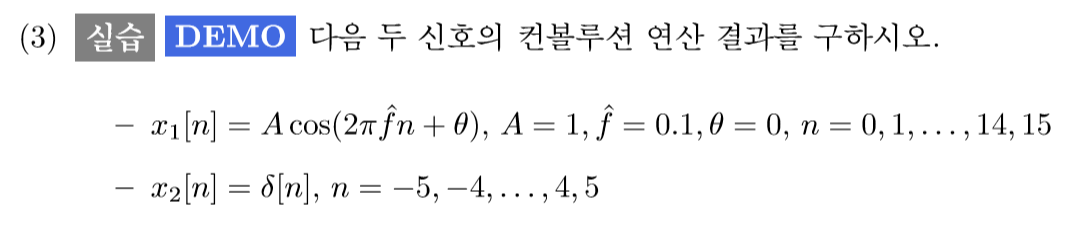 (3) 실습 DEMO 다음 두 신호의 컨볼루션 연산 결과를 구하시오.
− x₁[n] = A cos(2πf̂n + θ), A = 1, f̂ = 0.1, θ = 0, n = 0, 1, . . . , 14, 15
− x₂[n] = δ[n], n = −5, −4, . . . , 4, 5